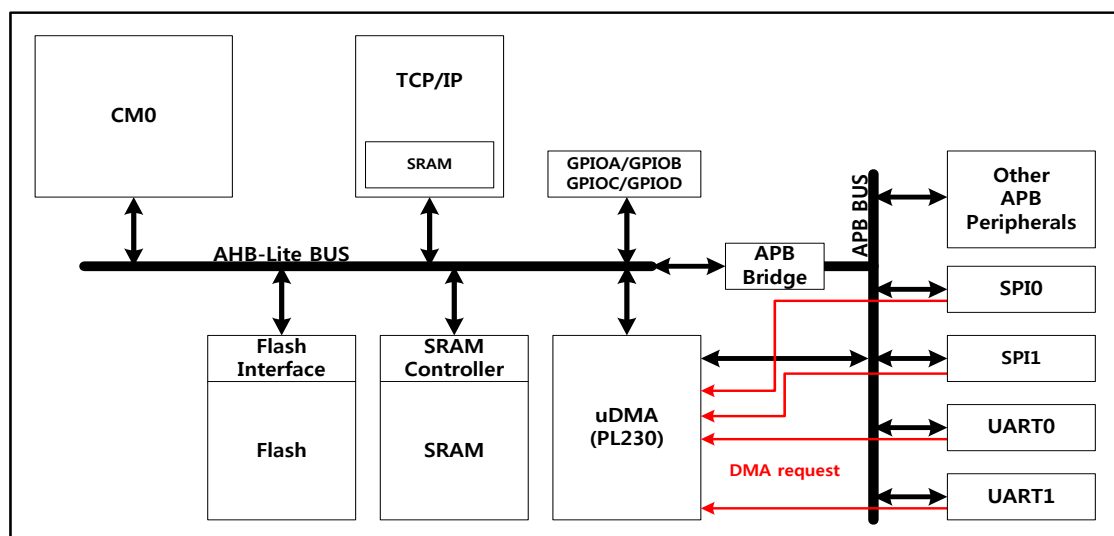 CM0
TCP/IP
SRAM
GPIOA/GPIOB
GPIOC/GPIOD
APB BUS
Other
APB
Peripherals
AHB-Lite BUS
APB
Bridge
SPI0
Flash
Interface
Flash
SRAM
Controller
SRAM
uDMA
(PL230)
DMA request
SPI1
UART0
UART1